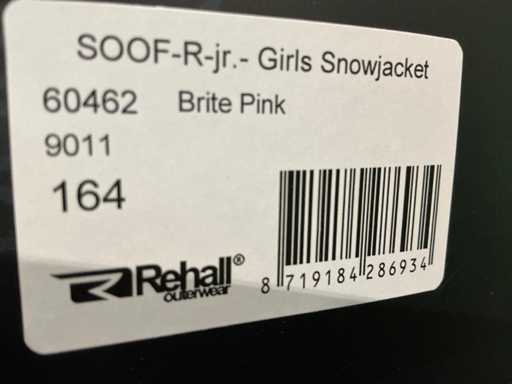 SOOF-R-jr.- Girls Snowjacket
60462 Brite Pink
9011
164
Rehall®
outerwear
8 719184 286934